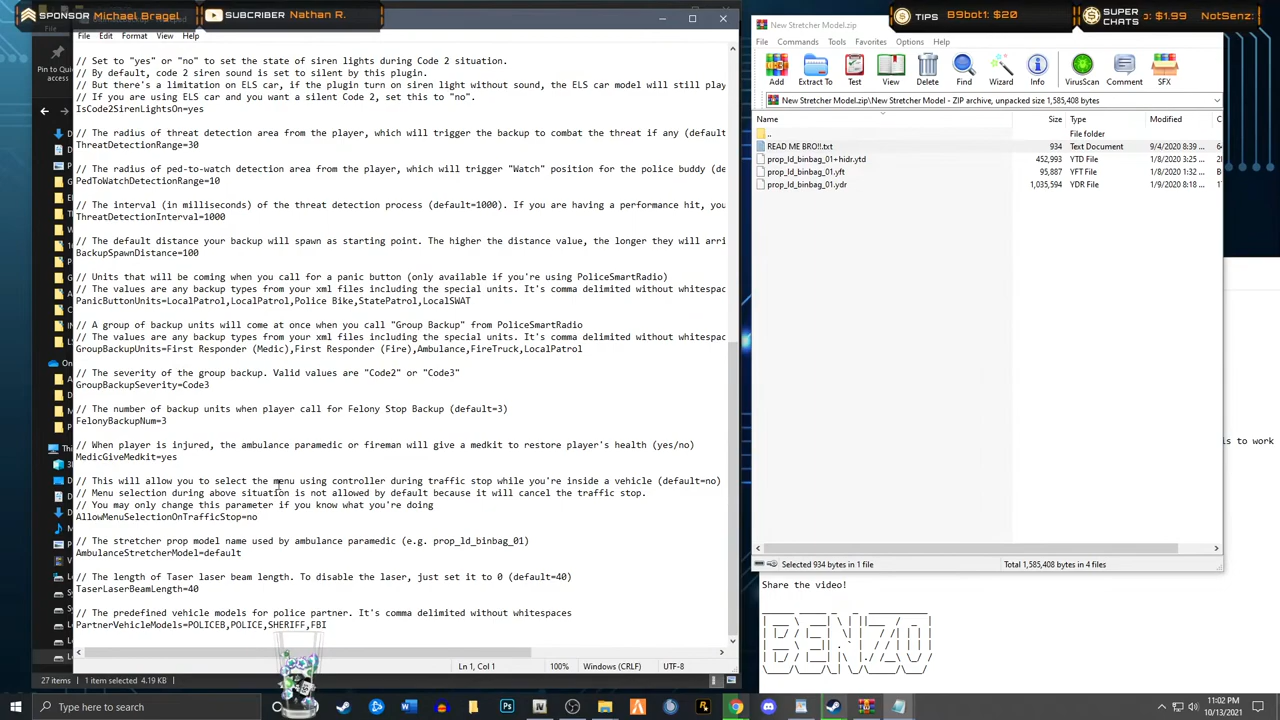 SPONSOR Michael Bragel
SUBCRIBER Nathan R.
TIPS B9bot1: $20
SUPER CHATS : $1.99 NotSenz:
File Edit Format View Help
// Set to "yes" or "no" to set the state of siren lights during Code 2 situation.
// By default, code 2 siren sound is set to silent by this plugin.
// But there's a limitation on ELS car, if the plugin turn on siren light without sound, the ELS car model will still play
// If you are using ELS car and you want a silent Code 2, set this to "no".
IsCode2SirenLightsOn=yes
// The radius of threat detection area from the player, which will trigger the backup to combat the threat if any (default
ThreatDetectionRange=30
// The radius of ped-to-watch detection area from the player, which will trigger "Watch" position for the police buddy (de
PedToWatchDetectionRange=10
// The interval (in milliseconds) of the threat detection process (default=1000). If you are having a performance hit, you
ThreatDetectionInterval=1000
// The default distance your backup will spawn as starting point. The higher the distance value, the longer they will arri
BackupSpawnDistance=100
// Units that will be coming when you call for a panic button (only available if you're using PoliceSmartRadio)
// The values are any backup types from your xml files including the special units. It's comma delimited without whitespac
PanicButtonUnits=LocalPatrol,LocalPatrol,Police Bike,StatePatrol,LocalSWAT
// A group of backup units will come at once when you call "Group Backup" from PoliceSmartRadio
// The values are any backup types from your xml files including the special units. It's comma delimited without whitespac
GroupBackupUnits=First Responder (Medic),First Responder (Fire),Ambulance,FireTruck,LocalPatrol
// The severity of the group backup. Valid values are "Code2" or "Code3"
GroupBackupSeverity=Code3
// The number of backup units when player call for Felony Stop Backup (default=3)
FelonyBackupNum=3
// When player is injured, the ambulance paramedic or fireman will give a medkit to restore player's health (yes/no)
MedicGiveMedkit=yes
// This will allow you to select the menu using controller during traffic stop while you're inside a vehicle (default=no)
// Menu selection during above situation is not allowed by default because it will cancel the traffic stop.
// You may only change this parameter if you know what you're doing
AllowMenuSelectionOnTrafficStop=no
// The stretcher prop model name used by ambulance paramedic (e.g. prop_ld_binbag_01)
AmbulanceStretcherModel=default
// The length of Taser laser beam length. To disable the laser, just set it to 0 (default=40)
TaserLaserBeamLength=40
// The predefined vehicle models for police partner. It's comma delimited without whitespaces
PartnerVehicleModels=POLICEB,POLICE,SHERIFF,FBI
Ln 1, Col 1 100% Windows (CRLF) UTF-8
27 items 1 item selected 4.19 KB
File
Pin to Quick
access
New Stretcher Model.zip
File Commands Tools Favorites Options Help
Add Extract To Test View Delete Find Wizard Info VirusScan Comment SFX
New Stretcher Model.zip\New Stretcher Model - ZIP archive, unpacked size 1,585,408 bytes
Name Size Type Modified C
.. File folder
READ ME BRO!!.txt 934 Text Document 9/4/2020 8:39...
prop_ld_binbag_01+hidr.ytd 452,993 YTD File 1/8/2020 2:...
prop_ld_binbag_01.yft 95,887 YFT File 1/8/2020 1:32...
prop_ld_binbag_01.ydr 1,035,594 YDR File 1/9/2020 8:18...
Selected 934 bytes in 1 file Total 1,585,408 bytes in 4 files
is to work
Share the video!
Type here to search
11:02 PM
10/13/2021